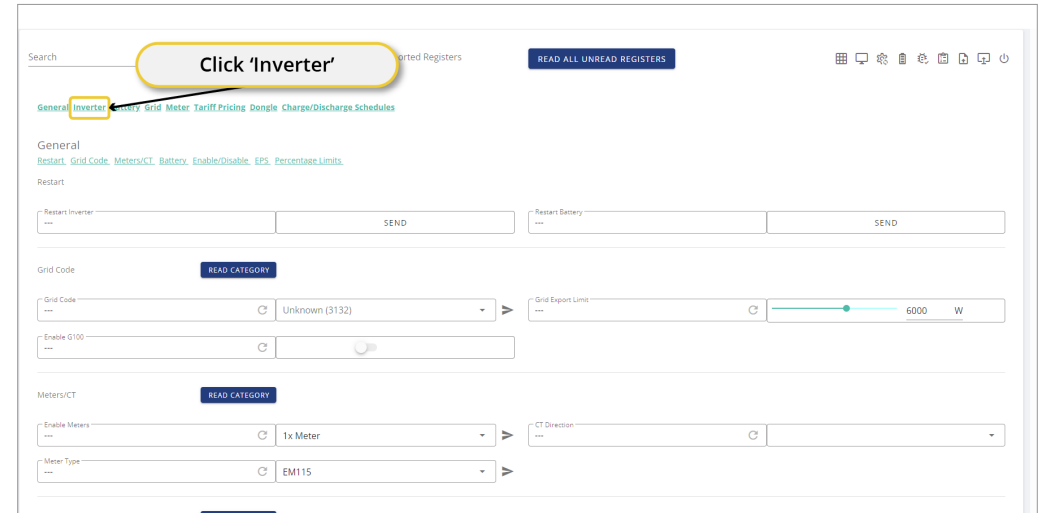 Search
Click 'Inverter'
orted Registers
READ ALL UNREAD REGISTERS
General Inverter Battery Grid Meter Tariff Pricing Dongle Charge/Discharge Schedules
General
Restart Grid Code Meters/CT Battery Enable/Disable EPS Percentage Limits
Restart
Restart Inverter
---
SEND
Restart Battery
---
SEND
Grid Code
READ CATEGORY
Grid Code
---
Unknown (3132)
Grid Export Limit
---
6000 W
Enable G100
---
Meters/CT
READ CATEGORY
Enable Meters
---
1x Meter
CT Direction
---
Meter Type
---
EM115